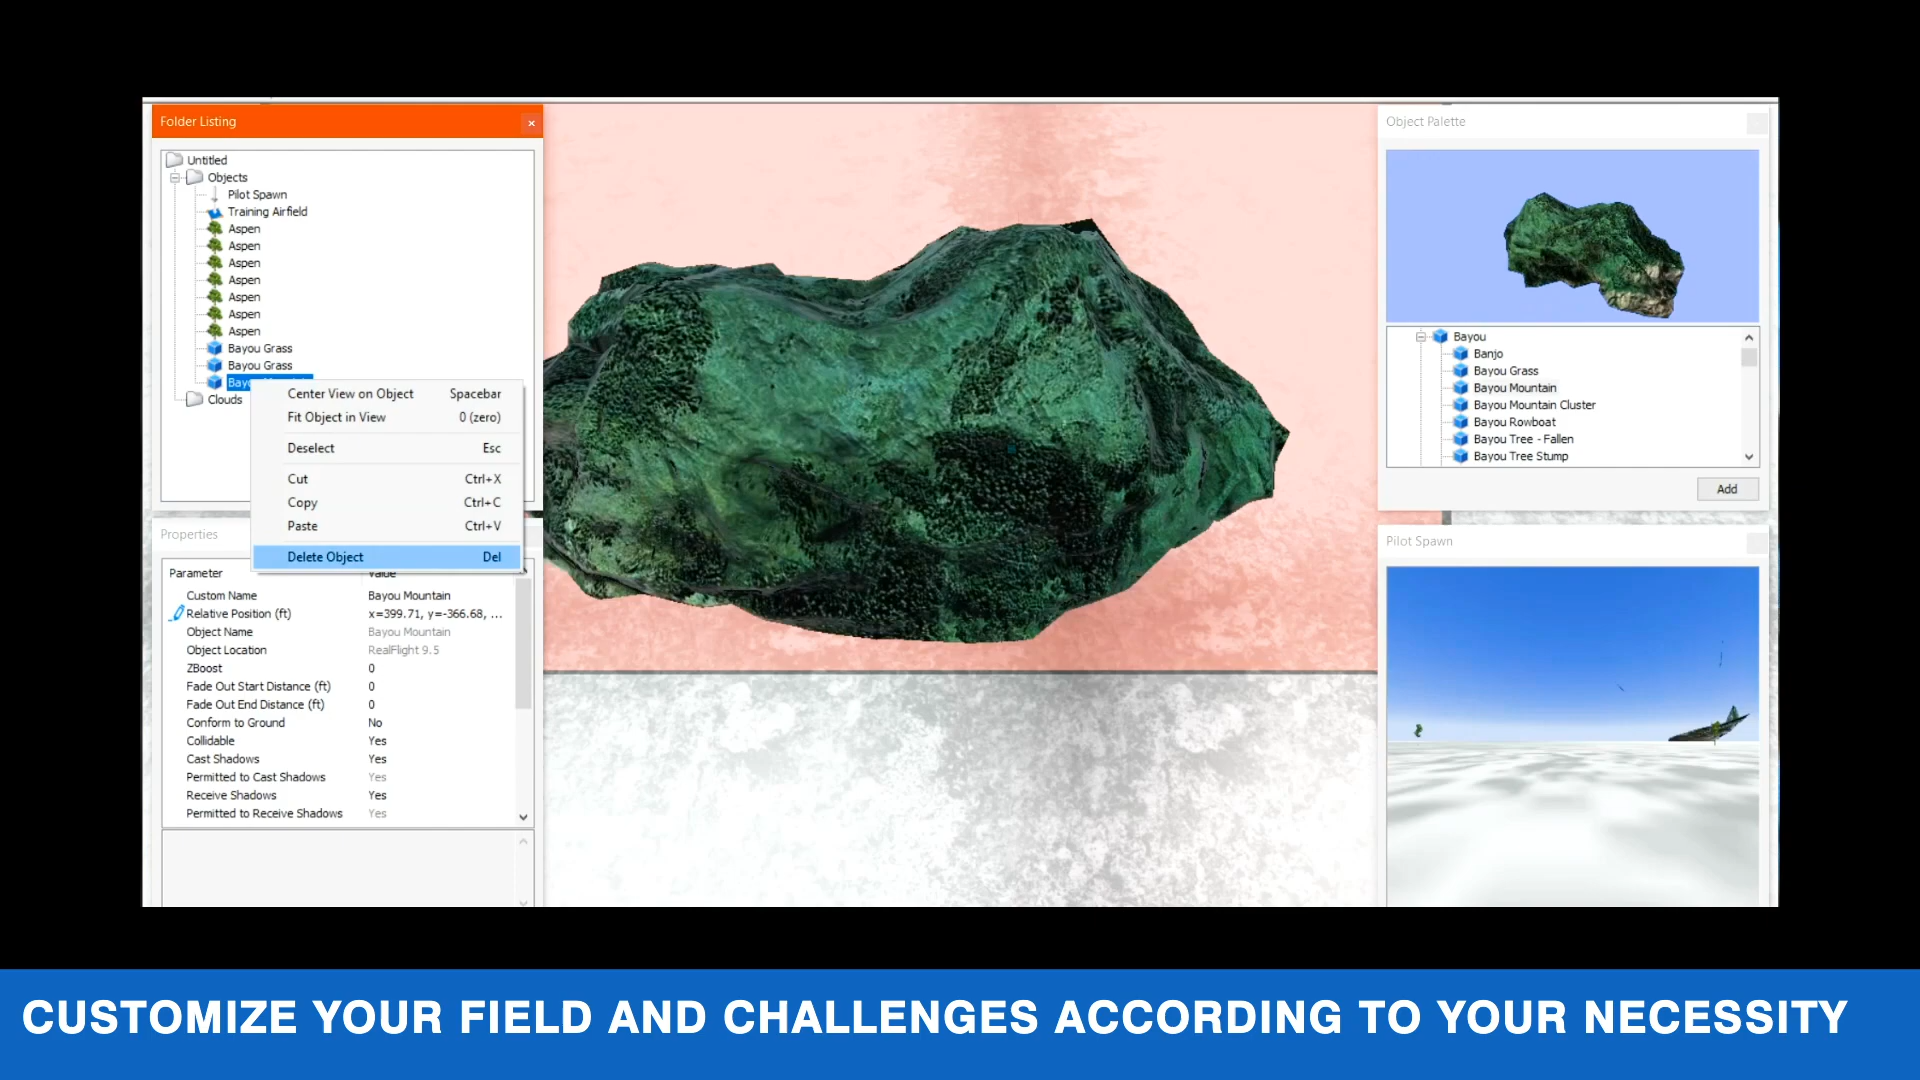 Folder Listing
Untitled
Objects
Pilot Spawn
Training Airfield
Aspen
Aspen
Aspen
Aspen
Aspen
Aspen
Aspen
Bayou Grass
Bayou Grass
Clouds
Center View on Object Spacebar
Fit Object in View 0 (zero)
Deselect Esc
Cut Ctrl+X
Copy Ctrl+C
Paste Ctrl+V
Delete Object Del
Properties
Parameter Value
Custom Name Bayou Mountain
Relative Position (ft) x=399.71, y=-366.68, ...
Object Name Bayou Mountain
Object Location RealFlight 9.5
ZBoost 0
Fade Out Start Distance (ft) 0
Fade Out End Distance (ft) 0
Conform to Ground No
Collidable Yes
Cast Shadows Yes
Permitted to Cast Shadows Yes
Receive Shadows Yes
Permitted to Receive Shadows Yes
Object Palette
Bayou
Banjo
Bayou Grass
Bayou Mountain
Bayou Mountain Cluster
Bayou Rowboat
Bayou Tree - Fallen
Bayou Tree Stump
Add
Pilot Spawn
CUSTOMIZE YOUR FIELD AND CHALLENGES ACCORDING TO YOUR NECESSITY